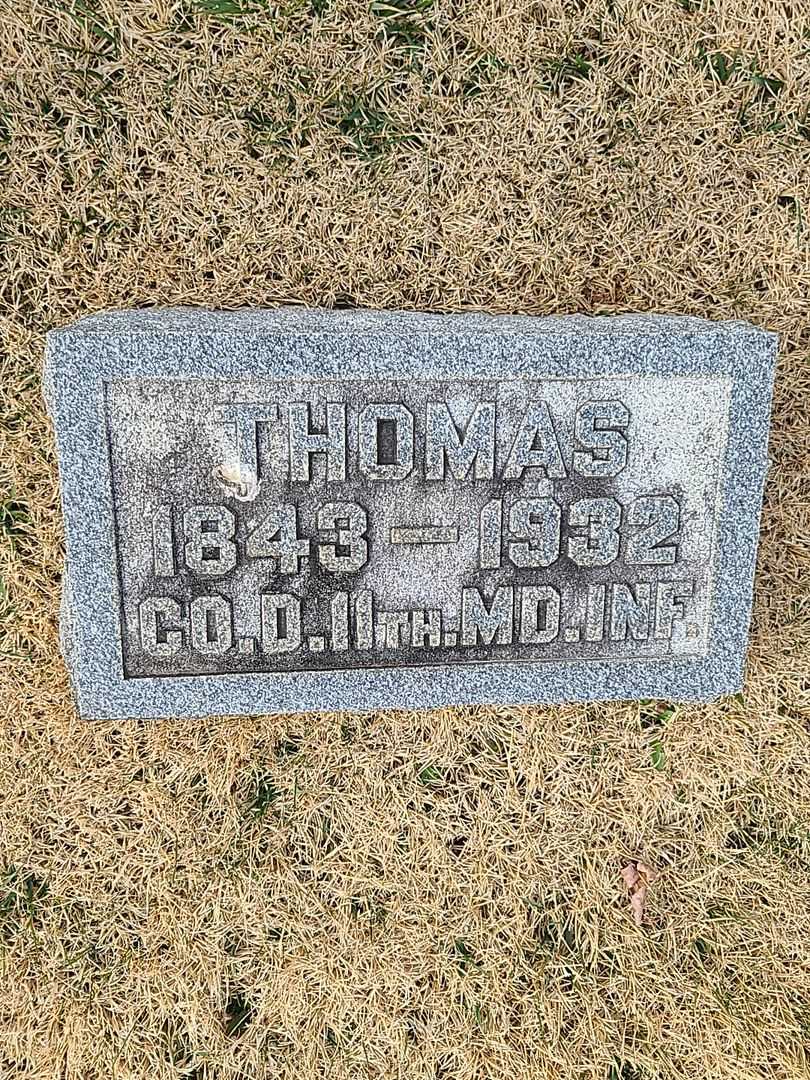 THOMAS
1843 — 1932
CO. D. 11TH. MD. INF.